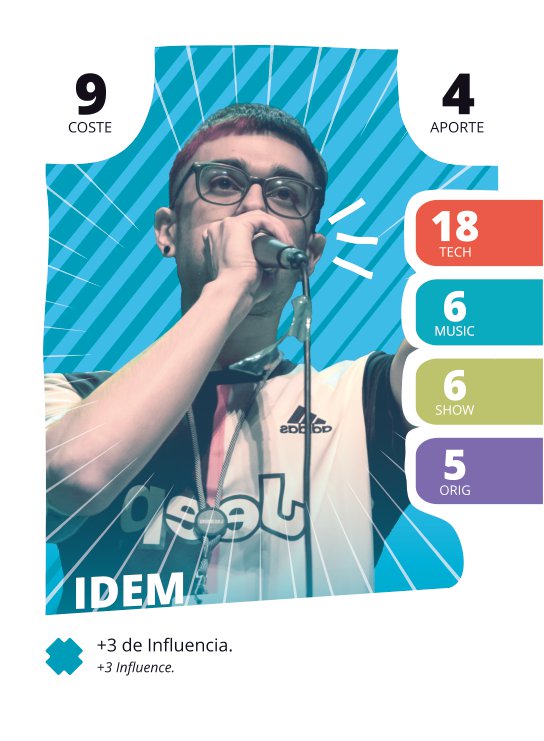 9
COSTE
4
APORTE
18
TECH
6
MUSIC
6
SHOW
5
ORIG
adidas
Jeep
IDEM
+3 de Influencia.
+3 Influence.